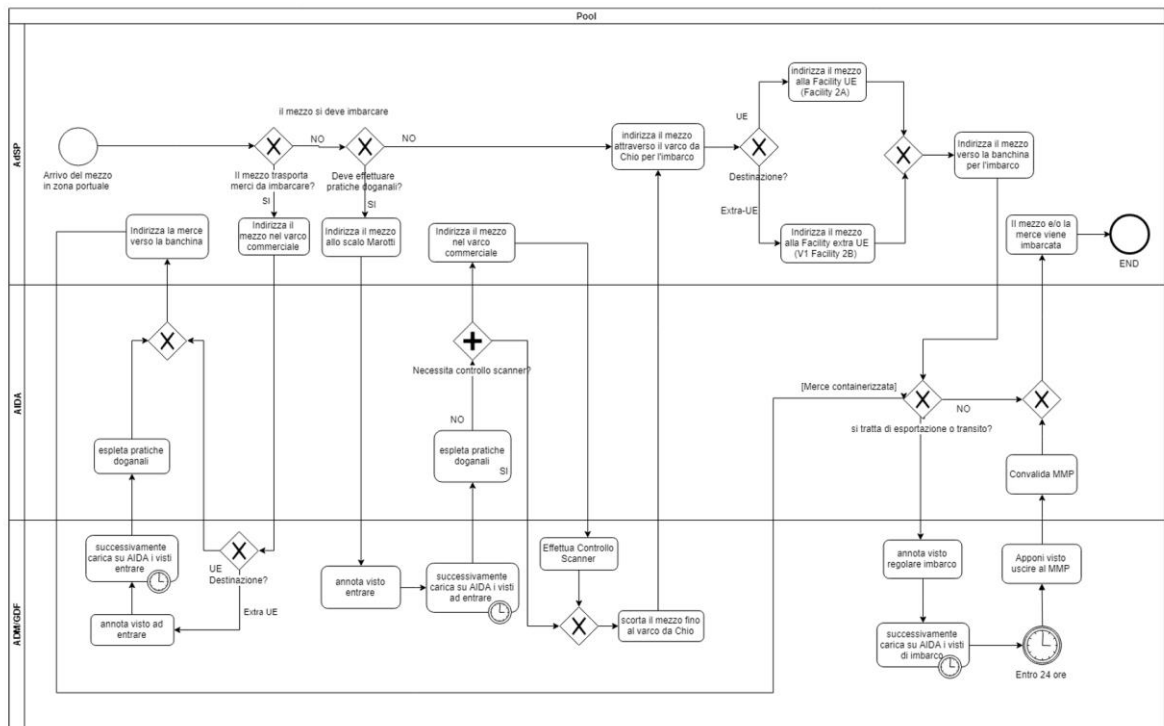 Pool
AdSP
il mezzo si deve imbarcare
Arrivo del mezzo
in zona portuale
Il mezzo trasporta
merci da imbarcare?
NO
SI
Deve effettuare
pratiche doganali?
NO
SI
indirizza il mezzo
attraverso il varco da
Chio per l'imbarco
UE
Destinazione?
Extra-UE
indirizza il mezzo
alla Facility UE
(Facility 2A)
Indirizza il mezzo
alla Facility extra UE
(V1 Facility 2B)
Indirizza il mezzo
verso la banchina
per l'imbarco
Indirizza la merce
verso la banchina
Indirizza il
mezzo nel varco
commerciale
Indirizza il mezzo
allo scalo Marotti
Indirizza il mezzo
nel varco
commerciale
Il mezzo e/o la
merce viene
imbarcata
END
AIDA
Necessita controllo scanner?
NO
espleta pratiche
doganali
espleta pratiche
doganali
SI
[Merce containerizzata]
NO
si tratta di esportazione o transito?
Convalida MMP
ADM/GDF
successivamente
carica su AIDA i visti
entrare
UE
Destinazione?
Extra UE
annota visto ad
entrare
annota visto
entrare
successivamente
carica su AIDA i visti
ad entrare
Effettua Controllo
Scanner
scorta il mezzo fino
al varco da Chio
annota visto
regolare imbarco
successivamente
carica su AIDA i visti
di imbarco
Entro 24 ore
Apponi visto
uscire al MMP